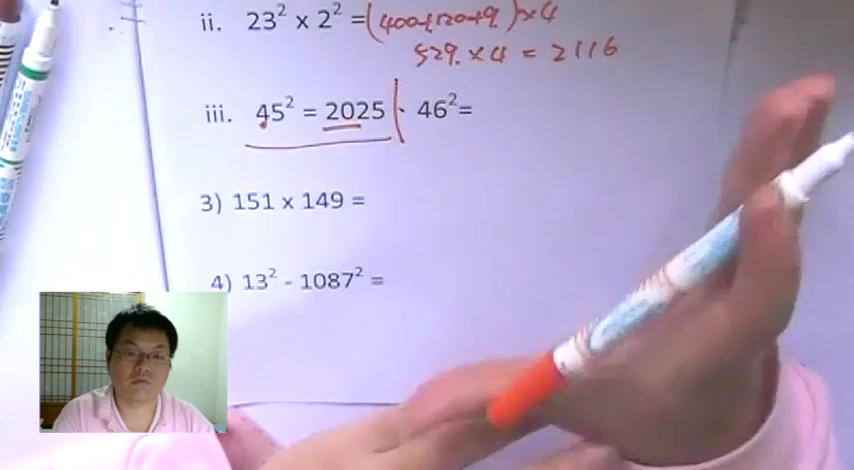 ii. 23² × 2² = (400+120+9) × 4
529 × 4 = 2116
iii. 45² = 2025 46² =
3) 151 × 149 =
4) 13² - 1087² =